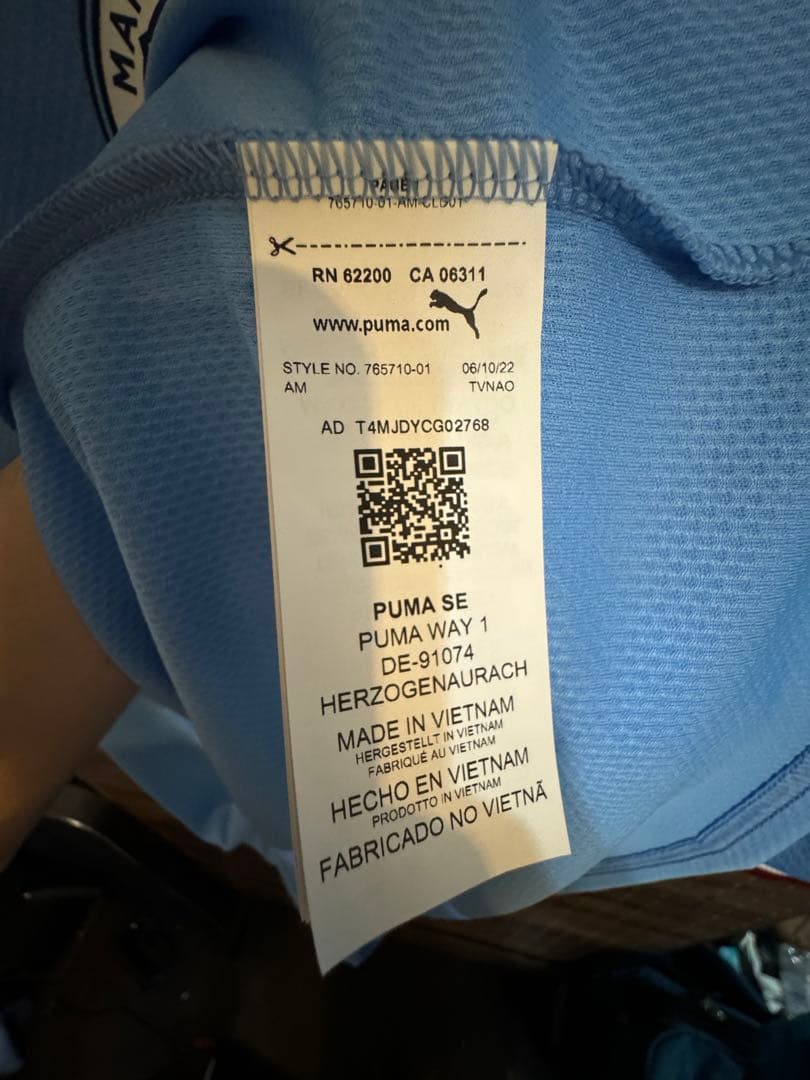 MAN
765710-01-AM-CLB01
RN 62200 CA 06311
www.puma.com
STYLE NO. 765710-01 06/10/22
AM TVNAO
AD T4MJDYCG02768
PUMA SE
PUMA WAY 1
DE-91074
HERZOGENAURACH
MADE IN VIETNAM
HERGESTELLT IN VIETNAM
FABRIQUÉ AU VIETNAM
HECHO EN VIETNAM
PRODOTTO IN VIETNAM
FABRICADO NO VIETNÃ